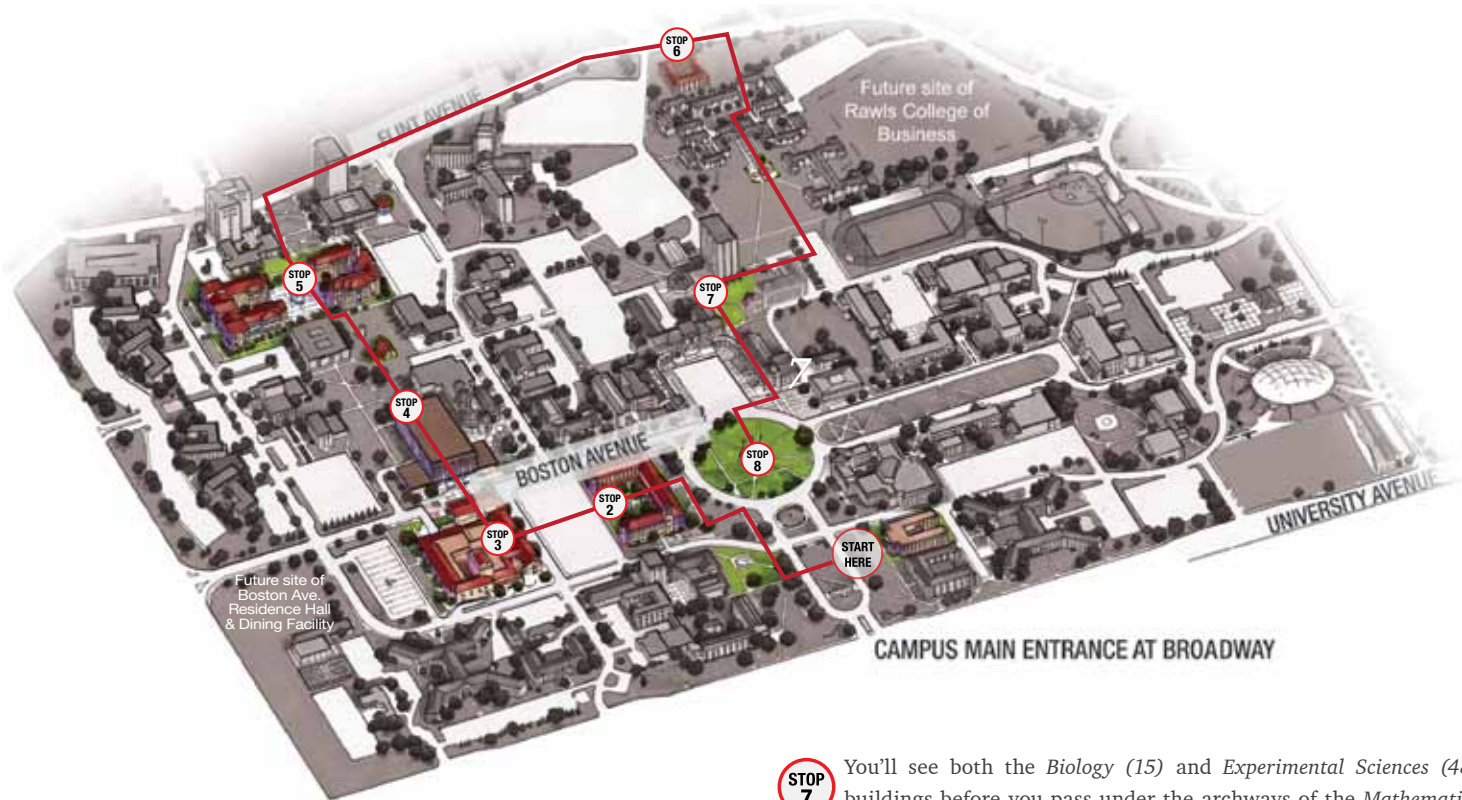 STOP
6
FLINT AVENUE
Future site of
Rawls College of
Business
STOP
5
STOP
7
7
STOP
4
BOSTON AVENUE
STOP
8
STOP
2
STOP
3
START
HERE
UNIVERSITY AVENUE
Future site of
Boston Ave.
Residence Hall
& Dining Facility
CAMPUS MAIN ENTRANCE AT BROADWAY
STOP
7
You'll see both the Biology (15) and Experimental Sciences (48
buildings before you pass under the archways of the